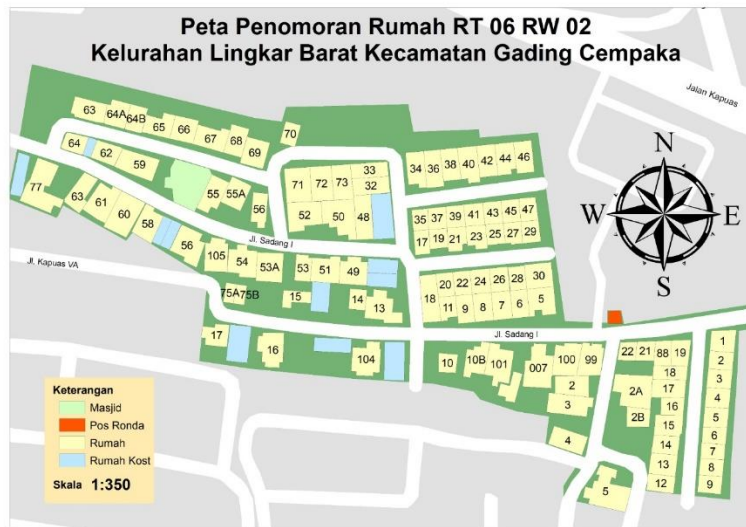 Peta Penomoran Rumah RT 06 RW 02
Kelurahan Lingkar Barat Kecamatan Gading Cempaka
Jalan Kapuas
63 64A 64B 65 66 67 68 69 70
64 62 59
77 63 61 60 58 56
55 55A 56
71 72 73 33
32
52 50 48
34 36 38 40 42 44 46
35 37 39 41 43 45 47
17 19 21 23 25 27 29
N
W E
S
Jl. Sadang I
Jl. Kapuas VA
105 54 53A 53 51 49
75A 75B 15 14 13
18 20 22 24 26 28 30
11 9 8 7 6 5
Jl. Sadang I
17 16 104
10 10B 101 007 100 99
2
3
4
5
22 21 88 19
18
2A 17
16
2B 15
14
13
12
1
2
3
4
5
6
7
8
9
Keterangan
Masjid
Pos Ronda
Rumah
Rumah Kost
Skala 1:350